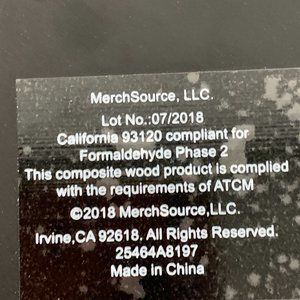 MerchSource, LLC.
Lot No.:07/2018
California 93120 compliant for
Formaldehyde Phase 2
This composite wood product is complied
with the requirements of ATCM
©2018 MerchSource,LLC.
Irvine,CA 92618. All Rights Reserved.
25464A8197
Made in China